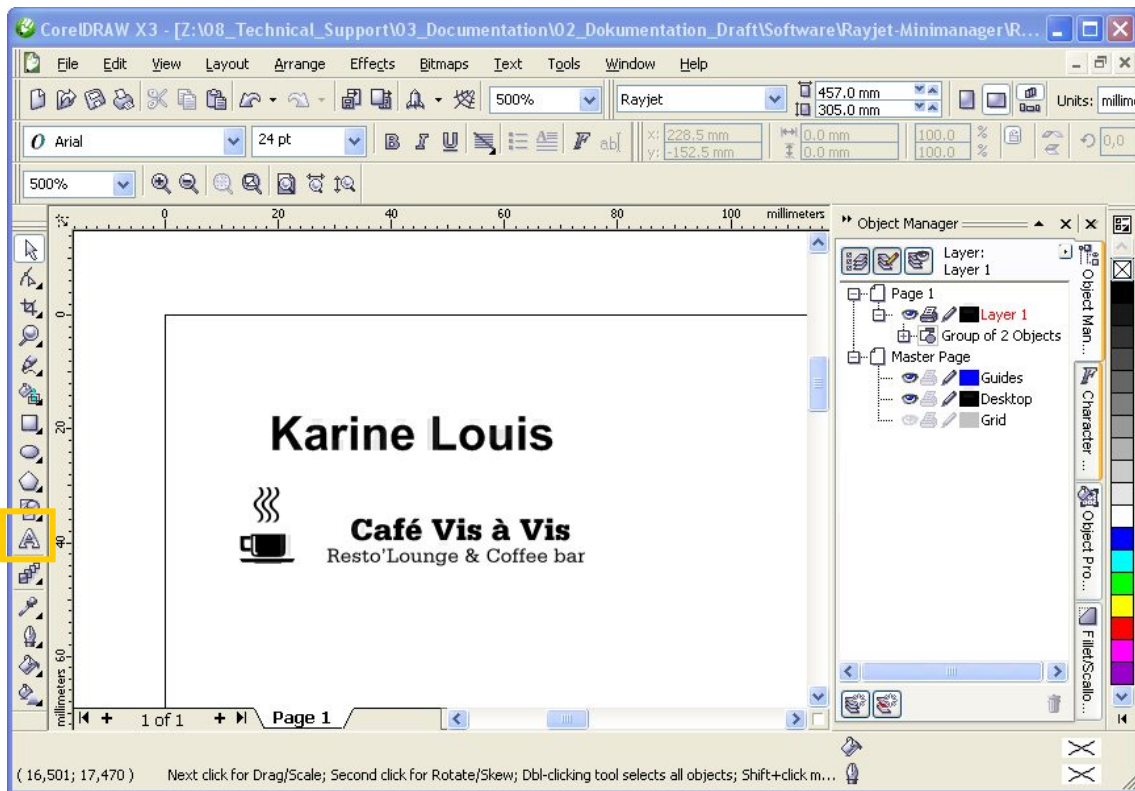 CorelDRAW X3 - [Z:\08_Technical_Support\03_Documentation\02_Dokumentation_Draft\Software\Rayjet-Minimanager\R...
File Edit View Layout Arrange Effects Bitmaps Text Tools Window Help
500% Rayjet 457.0 mm 305.0 mm Units: millim
O Arial 24 pt B I U F ab x: 228.5 mm y: -152.5 mm 0.0 mm 0.0 mm 100.0 % 100.0 % 0,0
500%
0 20 40 60 80 100 millimeters
Object Manager
Layer:
Layer 1
Page 1
Layer 1
Group of 2 Objects
Master Page
Guides
Desktop
Grid
Object Man...
Character ...
Object Pro...
Fillet/Scallo...
0
20
40
60
millimeters
Karine Louis
Café Vis à Vis
Resto'Lounge & Coffee bar
1 of 1 Page 1
( 16,501; 17,470 ) Next click for Drag/Scale; Second click for Rotate/Skew; Dbl-clicking tool selects all objects; Shift+click m...